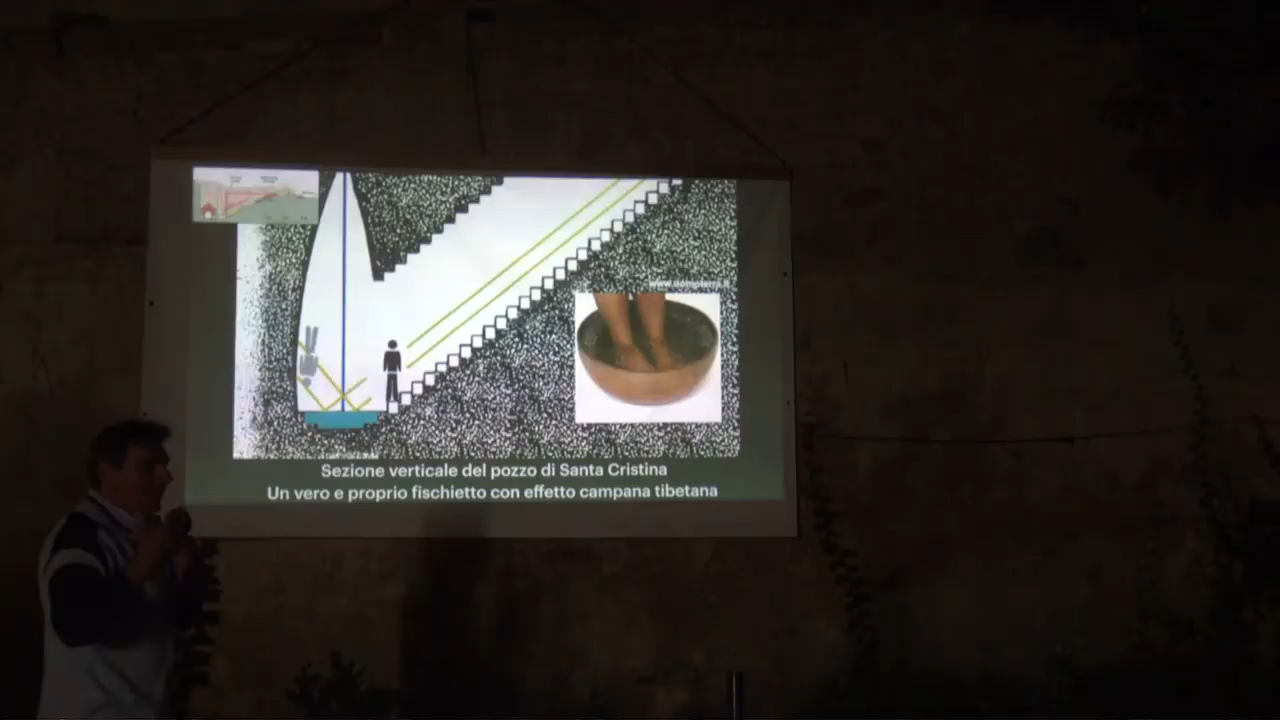 Sezione verticale del pozzo di Santa Cristina
Un vero e proprio fischietto con effetto campana tibetana